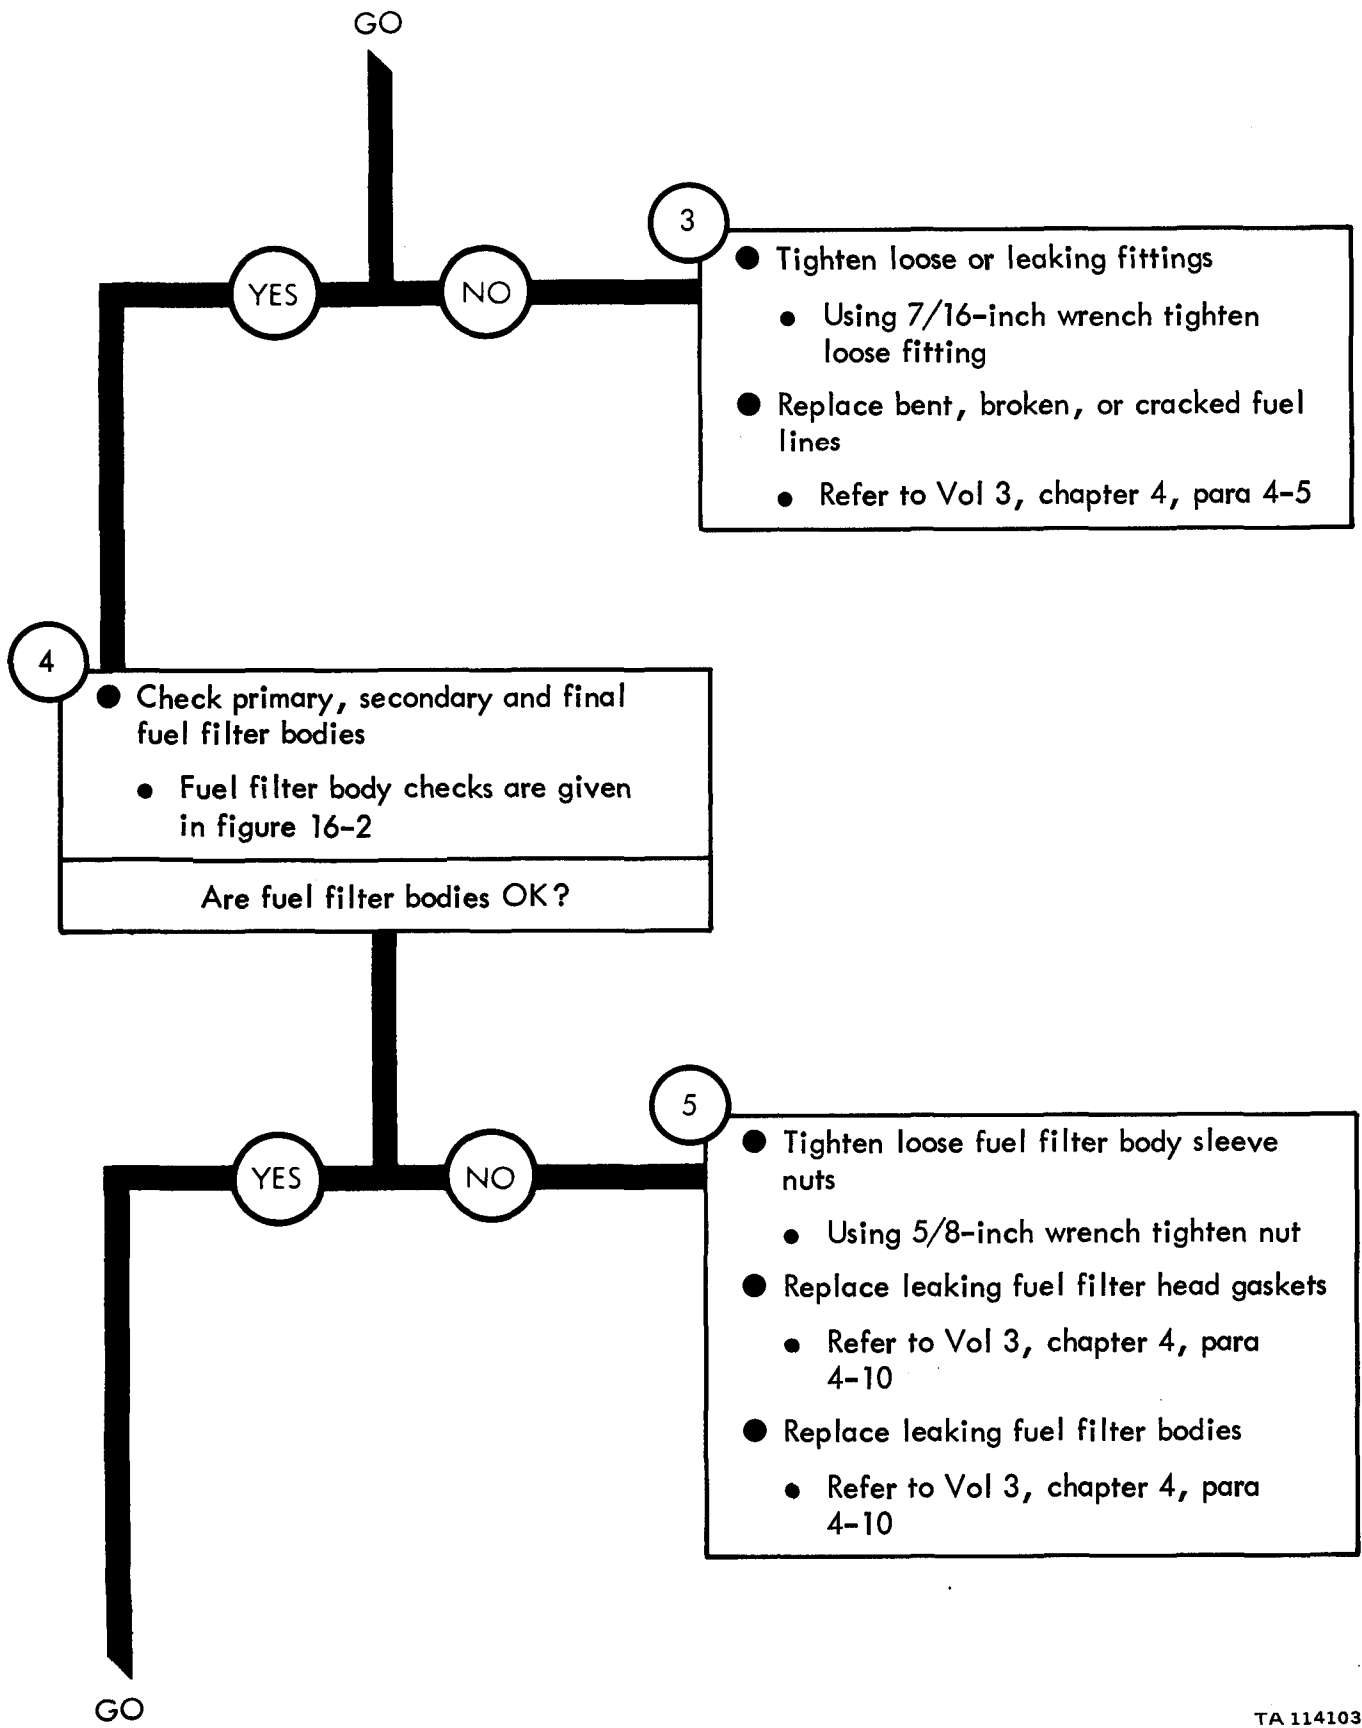 GO
YES
NO
3
● Tighten loose or leaking fittings
● Using 7/16-inch wrench tighten
loose fitting
● Replace bent, broken, or cracked fuel
lines
● Refer to Vol 3, chapter 4, para 4-5
4
● Check primary, secondary and final
fuel filter bodies
● Fuel filter body checks are given
in figure 16-2
Are fuel filter bodies OK?
YES
NO
5
● Tighten loose fuel filter body sleeve
nuts
● Using 5/8-inch wrench tighten nut
● Replace leaking fuel filter head gaskets
● Refer to Vol 3, chapter 4, para
4-10
● Replace leaking fuel filter bodies
● Refer to Vol 3, chapter 4, para
4-10
GO
TA 114103